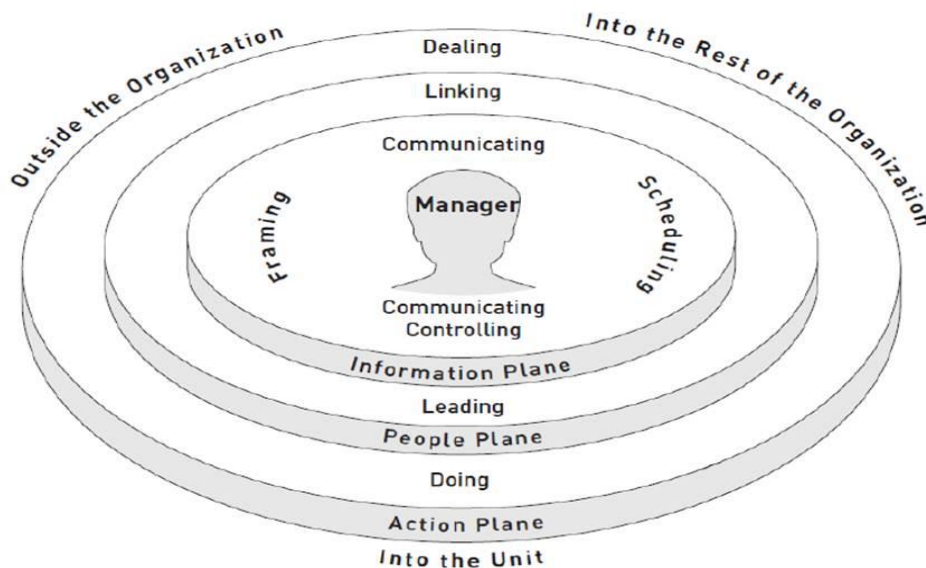 Outside the Organization
Into the Rest of the Organization
Dealing
Linking
Communicating
Framing
Manager
Scheduling
Communicating
Controlling
Information Plane
Leading
People Plane
Doing
Action Plane
Into the Unit